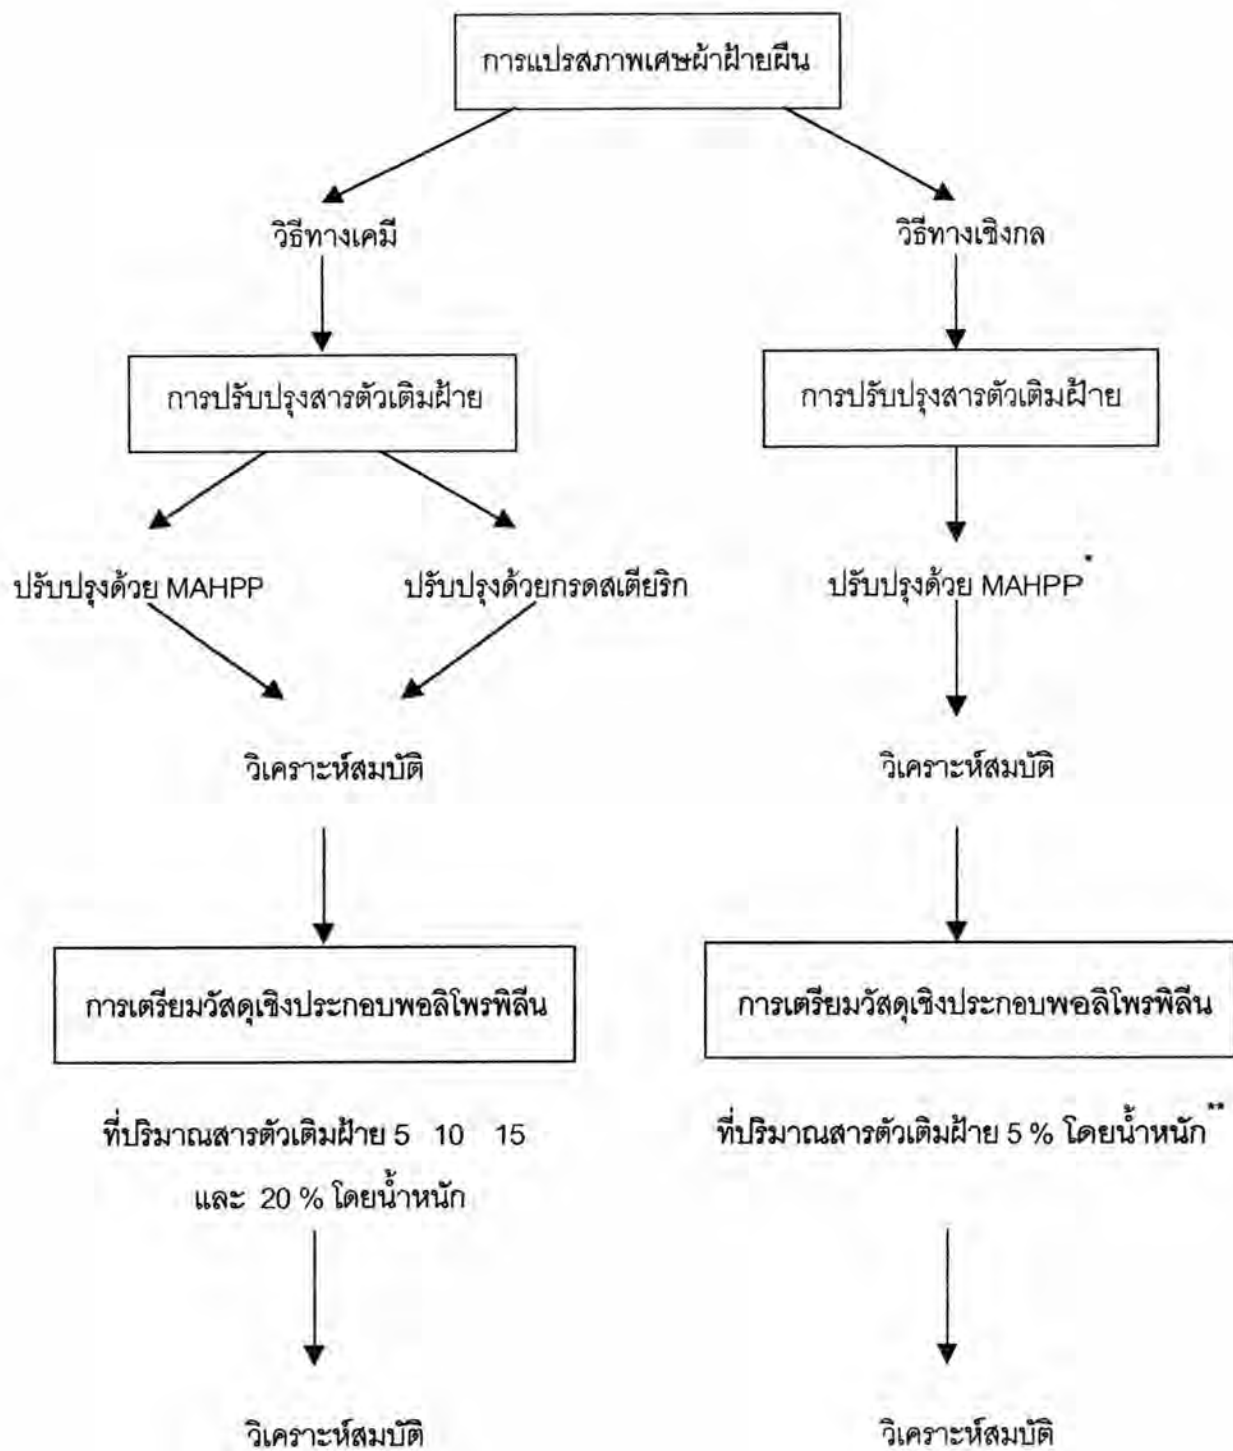 การแปรสภาพเศษผ้าฝ้ายผืน
วิธีทางเคมี
วิธีทางเชิงกล
การปรับปรุงสารตัวเติมฝ้าย
การปรับปรุงสารตัวเติมฝ้าย
ปรับปรุงด้วย MAHPP
ปรับปรุงด้วยกรดสเตียริก
ปรับปรุงด้วย MAHPP*
วิเคราะห์สมบัติ
วิเคราะห์สมบัติ
การเตรียมวัสดุเชิงประกอบพอลิโพรพิลีน
การเตรียมวัสดุเชิงประกอบพอลิโพรพิลีน
ที่ปริมาณสารตัวเติมฝ้าย 5 10 15
และ 20 % โดยน้ำหนัก
ที่ปริมาณสารตัวเติมฝ้าย 5 % โดยน้ำหนัก**
วิเคราะห์สมบัติ
วิเคราะห์สมบัติ